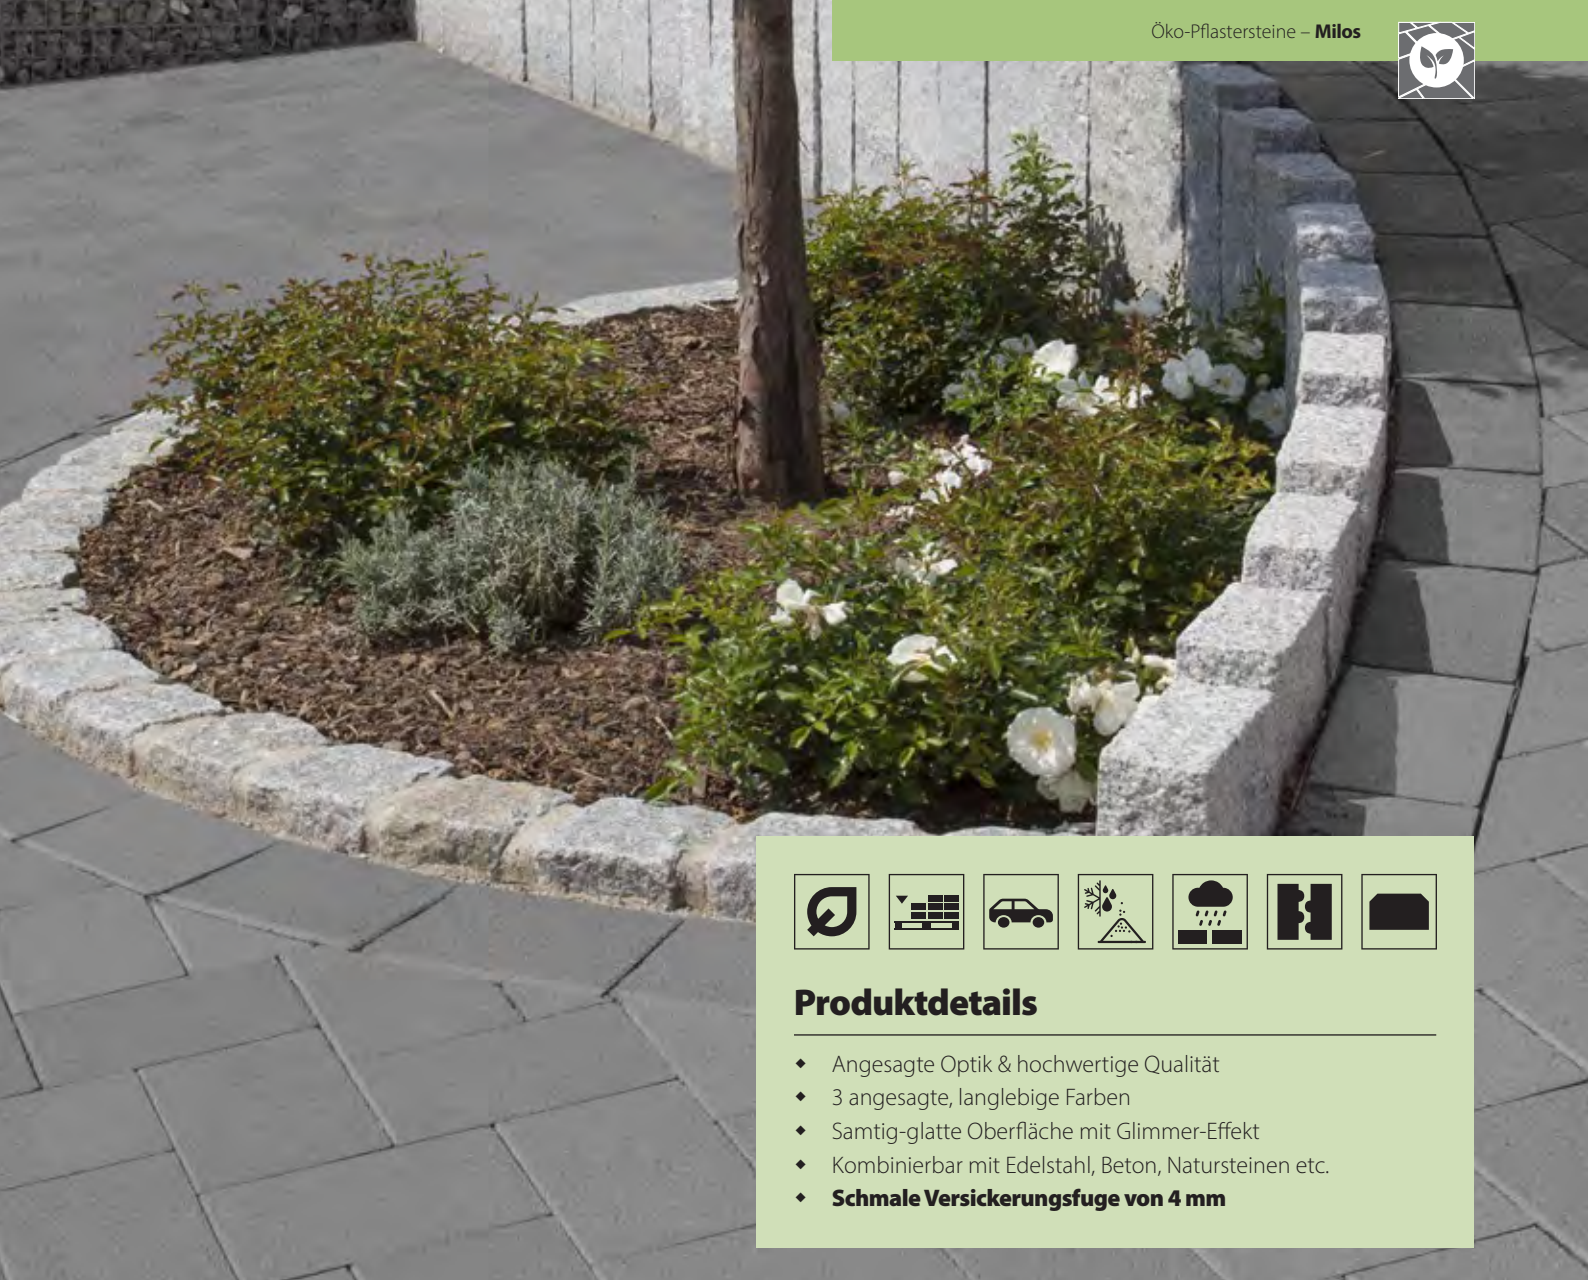 Öko-Pflastersteine – Milos
Produktdetails
Angesagte Optik & hochwertige Qualität
3 angesagte, langlebige Farben
Samtig-glatte Oberfläche mit Glimmer-Effekt
Kombinierbar mit Edelstahl, Beton, Natursteinen etc.
Schmale Versickerungsfuge von 4 mm